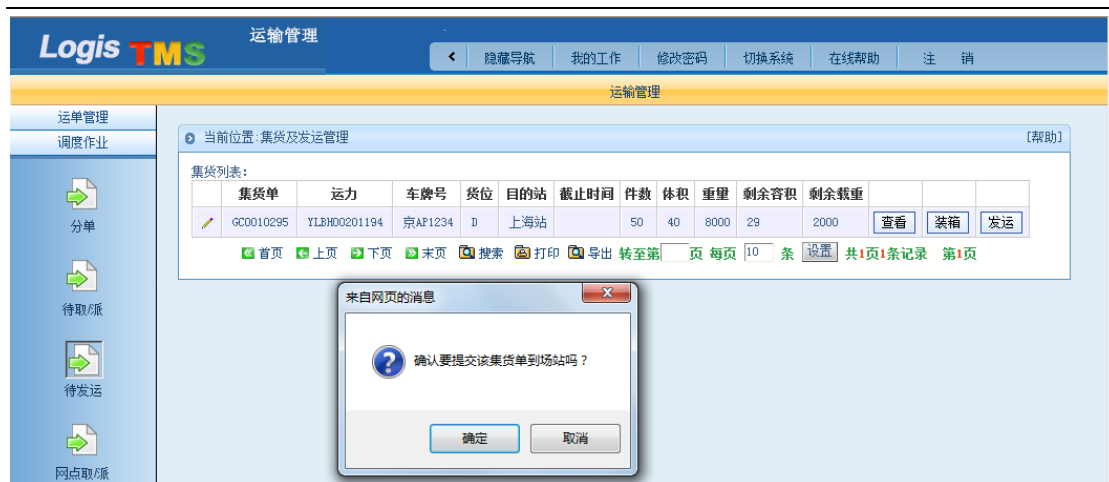 Logis TMS
运输管理
隐藏导航 我的工作 修改密码 切换系统 在线帮助 注 销
运输管理
运单管理
调度作业
分单
待取/派
待发运
网点取/派
当前位置:集货及发运管理 [帮助]
集货列表:
集货单 运力 车牌号 货位 目的站 截止时间 件数 体积 重量 剩余容积 剩余载重
GC0010295 YLBH00201194 京AP1234 D 上海站 50 40 8000 29 2000 查看 装箱 发运
首页 上页 下页 末页 搜索 打印 导出 转至第 页 每页 10 条 设置 共1页1条记录 第1页
来自网页的消息
确认要提交该集货单到场站吗?
确定 取消